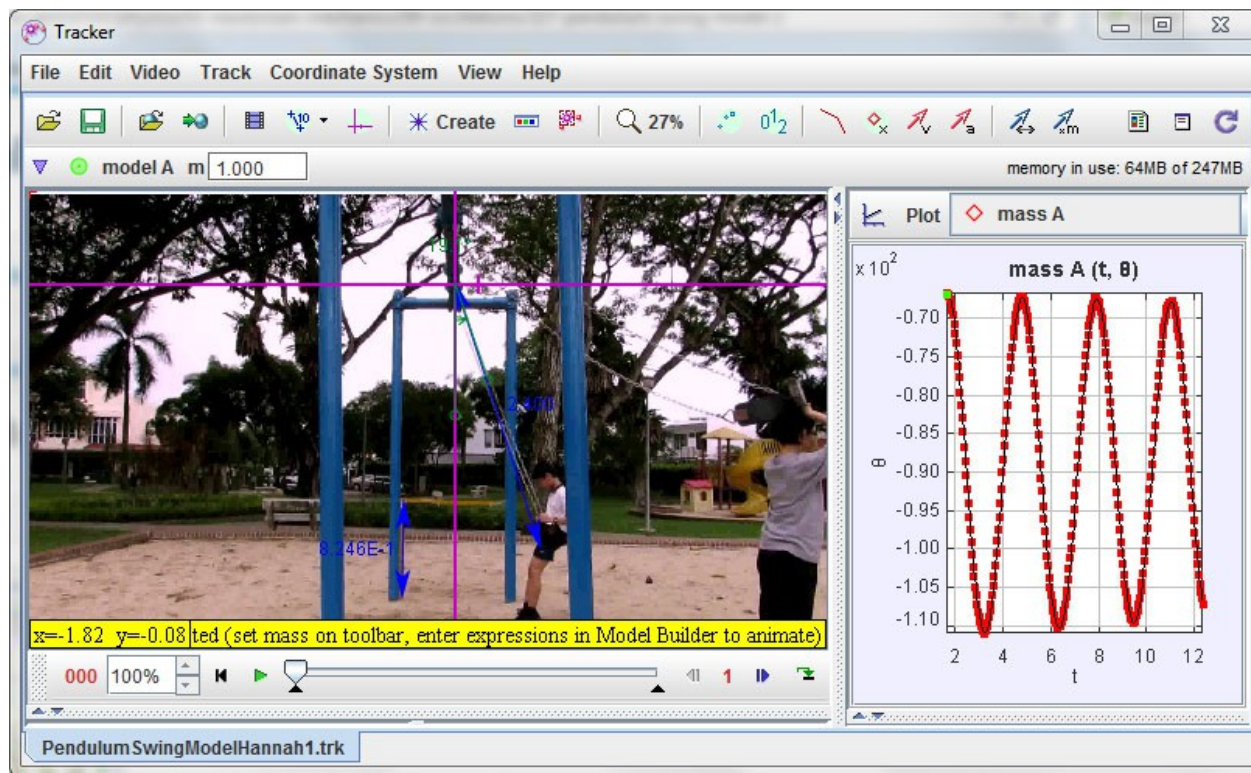 Tracker
File Edit Video Track Coordinate System View Help
Create 27%
model A m 1.000 memory in use: 64MB of 247MB
Plot mass A
x 10^2 mass A (t, θ)
-0.70
-0.75
-0.80
-0.85
-0.90
-0.95
-1.00
-1.05
-1.10
θ
2 4 6 8 10 12
t
2.400
8.246E-1
x=-1.82 y=-0.08 ted (set mass on toolbar, enter expressions in Model Builder to animate)
000 100% 1
PendulumSwingModelHannah1.trk